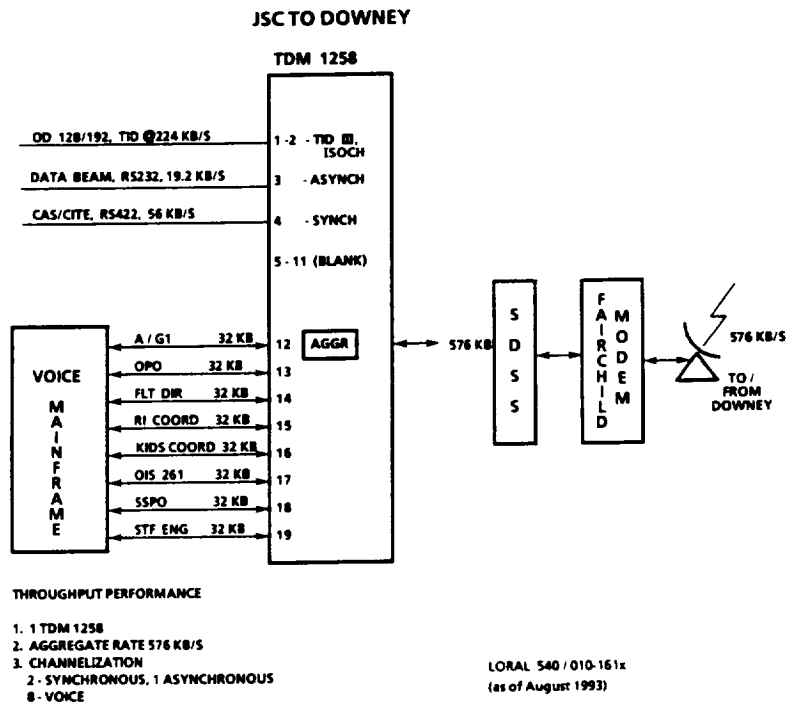 JSC TO DOWNEY
TDM 1258
OD 128/192, TID @224 KB/S
1 -2 - TID III, ISOCH
DATA BEAM, RS232, 19.2 KB/S
3 - ASYNCH
CAS/CITE, RS422, 56 KB/S
4 - SYNCH
5 - 11 (BLANK)
VOICE MAINFRAME
A / G1 32 KB 12
AGGR
OPO 32 KB 13
FLT DIR 32 KB 14
RI COORD 32 KB 15
KIDS COORD 32 KB 16
OIS 261 32 KB 17
SSPO 32 KB 18
STF ENG 32 KB 19
576 KB
SDSS
FAIRCHILD MODEM
576 KB/S
TO /
FROM
DOWNEY
THROUGHPUT PERFORMANCE
1. 1 TDM 1258
2. AGGREGATE RATE 576 KB/S
3. CHANNELIZATION
2 - SYNCHRONOUS, 1 ASYNCHRONOUS
8 - VOICE
LORAL 540 / 010-161x
(as of August 1993)